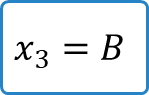 x₃ = B